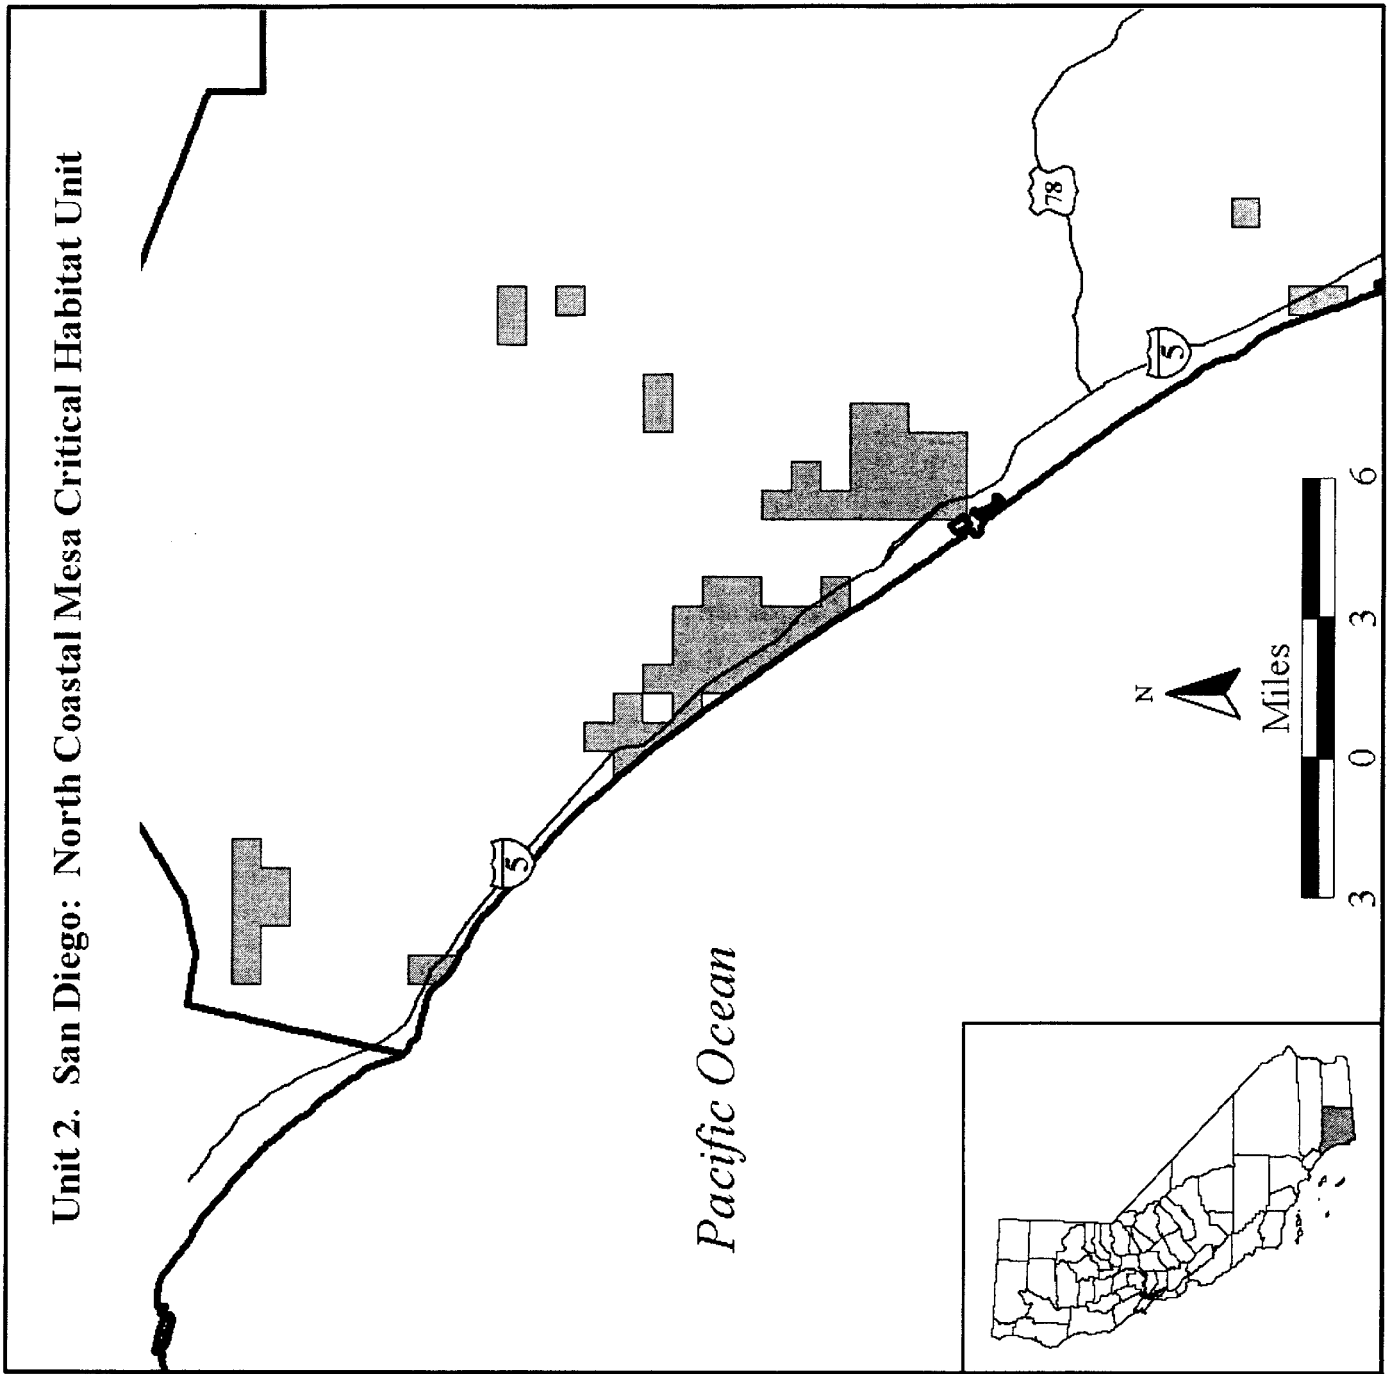 Unit 2. San Diego: North Coastal Mesa Critical Habitat Unit
78
5
5
Pacific Ocean
N
Miles
3 0 3 6